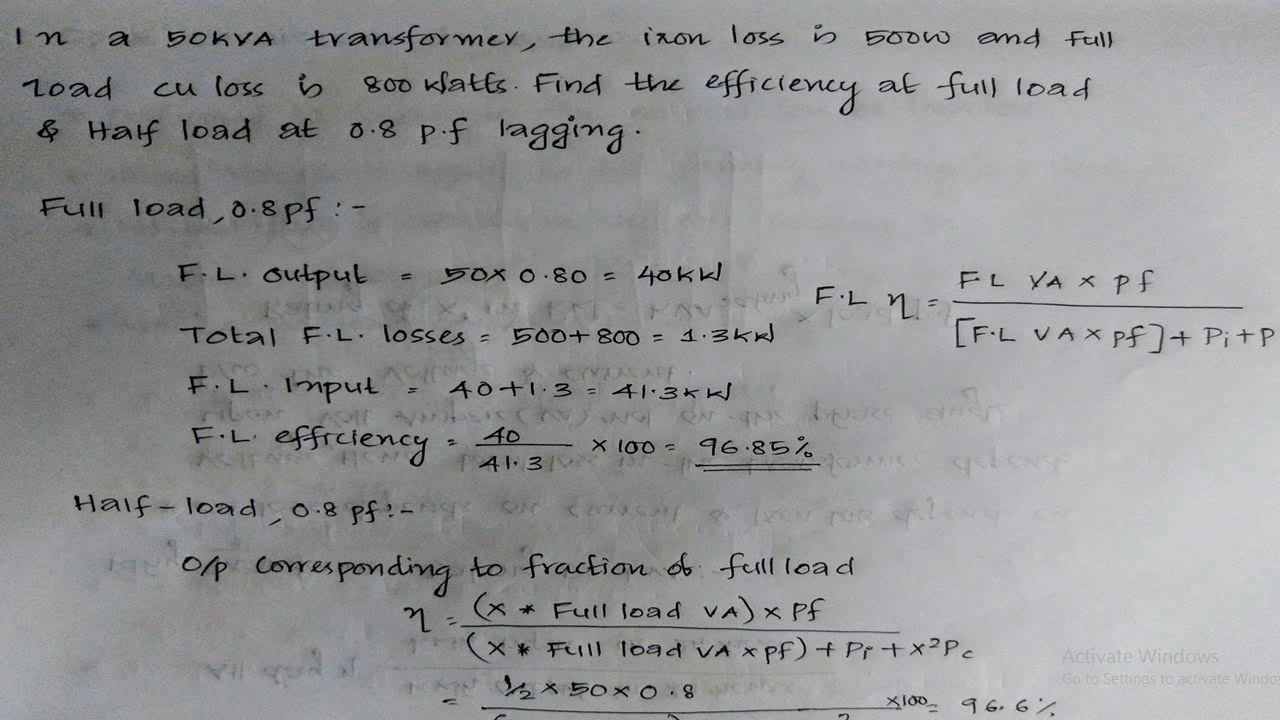 In a 50KVA transformer, the iron loss is 500W and Full
load cu loss is 800 Watts. Find the efficiency at full load
& Half load at 0.8 p.f lagging.
Full load, 0.8 pf :-
F.L. output = 50 x 0.80 = 40kW
Total F.L. losses = 500+800 = 1.3kW
F.L. Input = 40+1.3 = 41.3kW
F.L. efficiency = 40/41.3 x 100 = 96.85%
F.L η = FL VA x pf / [F.L VA x pf] + Pi + P
Half-load, 0.8 pf :-
O/p corresponding to fraction of full load
η = (x * Full load VA) x Pf / (x * Full load VA x pf) + Pi + x²Pc
= 1/2 x 50 x 0.8 x100 = 96.6%
Activate Windows
Go to Settings to activate Windo